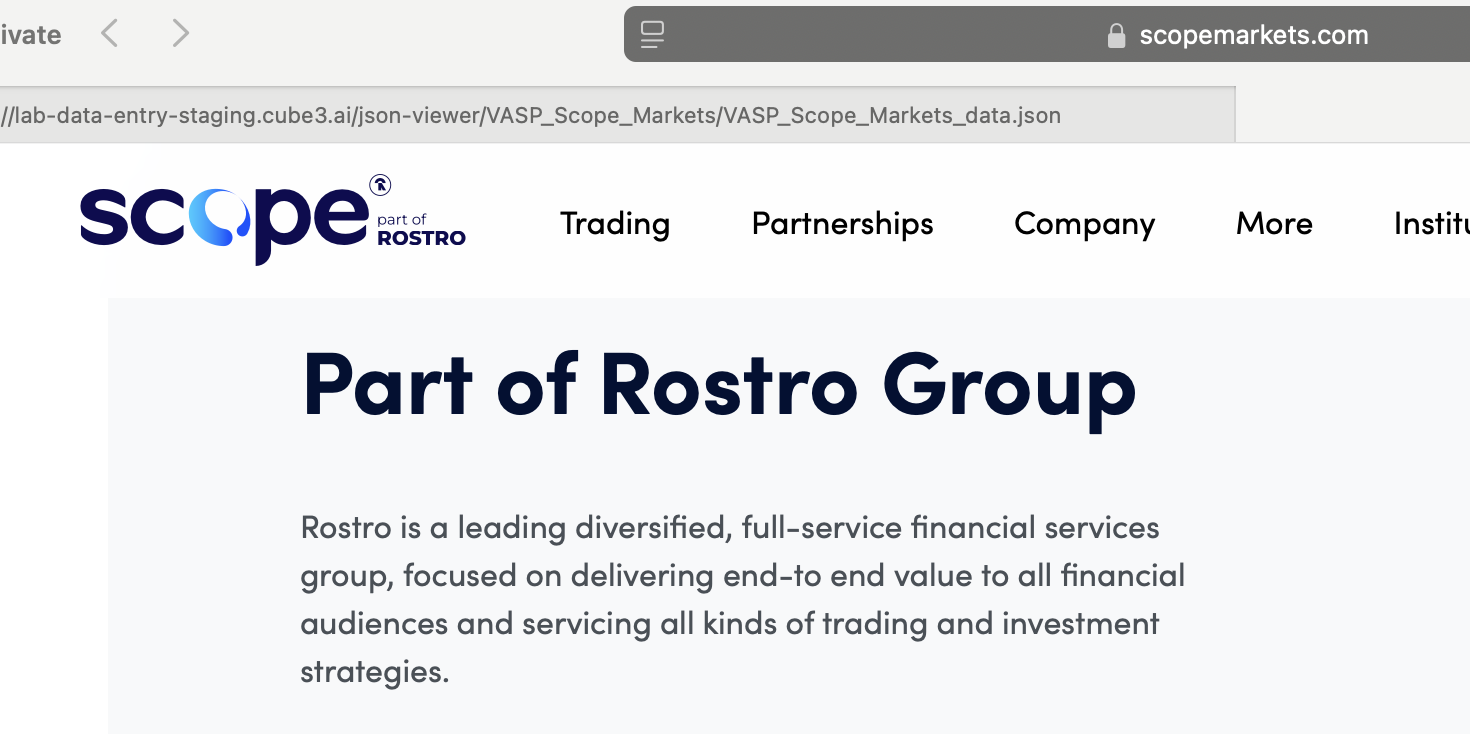 ivate
scopemarkets.com
//lab-data-entry-staging.cube3.ai/json-viewer/VASP_Scope_Markets/VASP_Scope_Markets_data.json
scope
part of
ROSTRO
Trading Partnerships Company More Institu
Part of Rostro Group
Rostro is a leading diversified, full-service financial services
group, focused on delivering end-to end value to all financial
audiences and servicing all kinds of trading and investment
strategies.